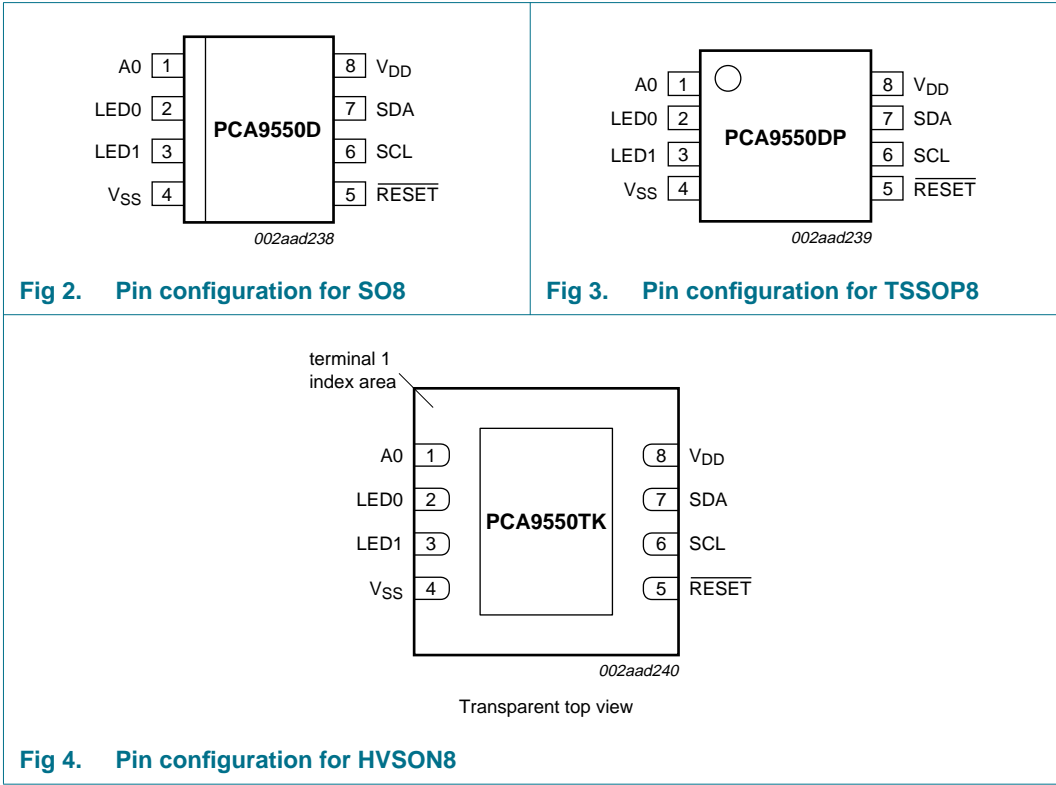 A0 1 8 VDD
LED0 2 7 SDA
PCA9550D
LED1 3 6 SCL
VSS 4 5 RESET
002aad238
Fig 2. Pin configuration for SO8
A0 1 8 VDD
LED0 2 7 SDA
PCA9550DP
LED1 3 6 SCL
VSS 4 5 RESET
002aad239
Fig 3. Pin configuration for TSSOP8
terminal 1
index area
A0 1 8 VDD
LED0 2 7 SDA
PCA9550TK
LED1 3 6 SCL
VSS 4 5 RESET
002aad240
Transparent top view
Fig 4. Pin configuration for HVSON8